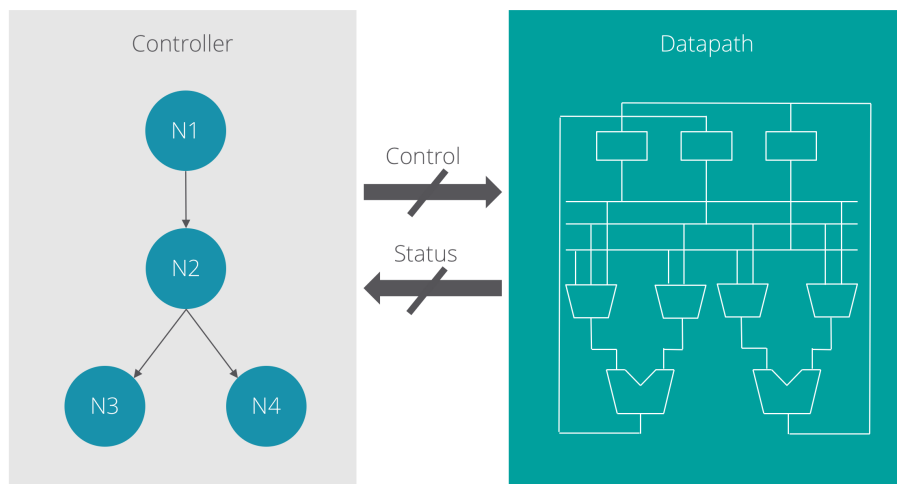 Controller
Datapath
N1
Control
Status
N2
N3
N4